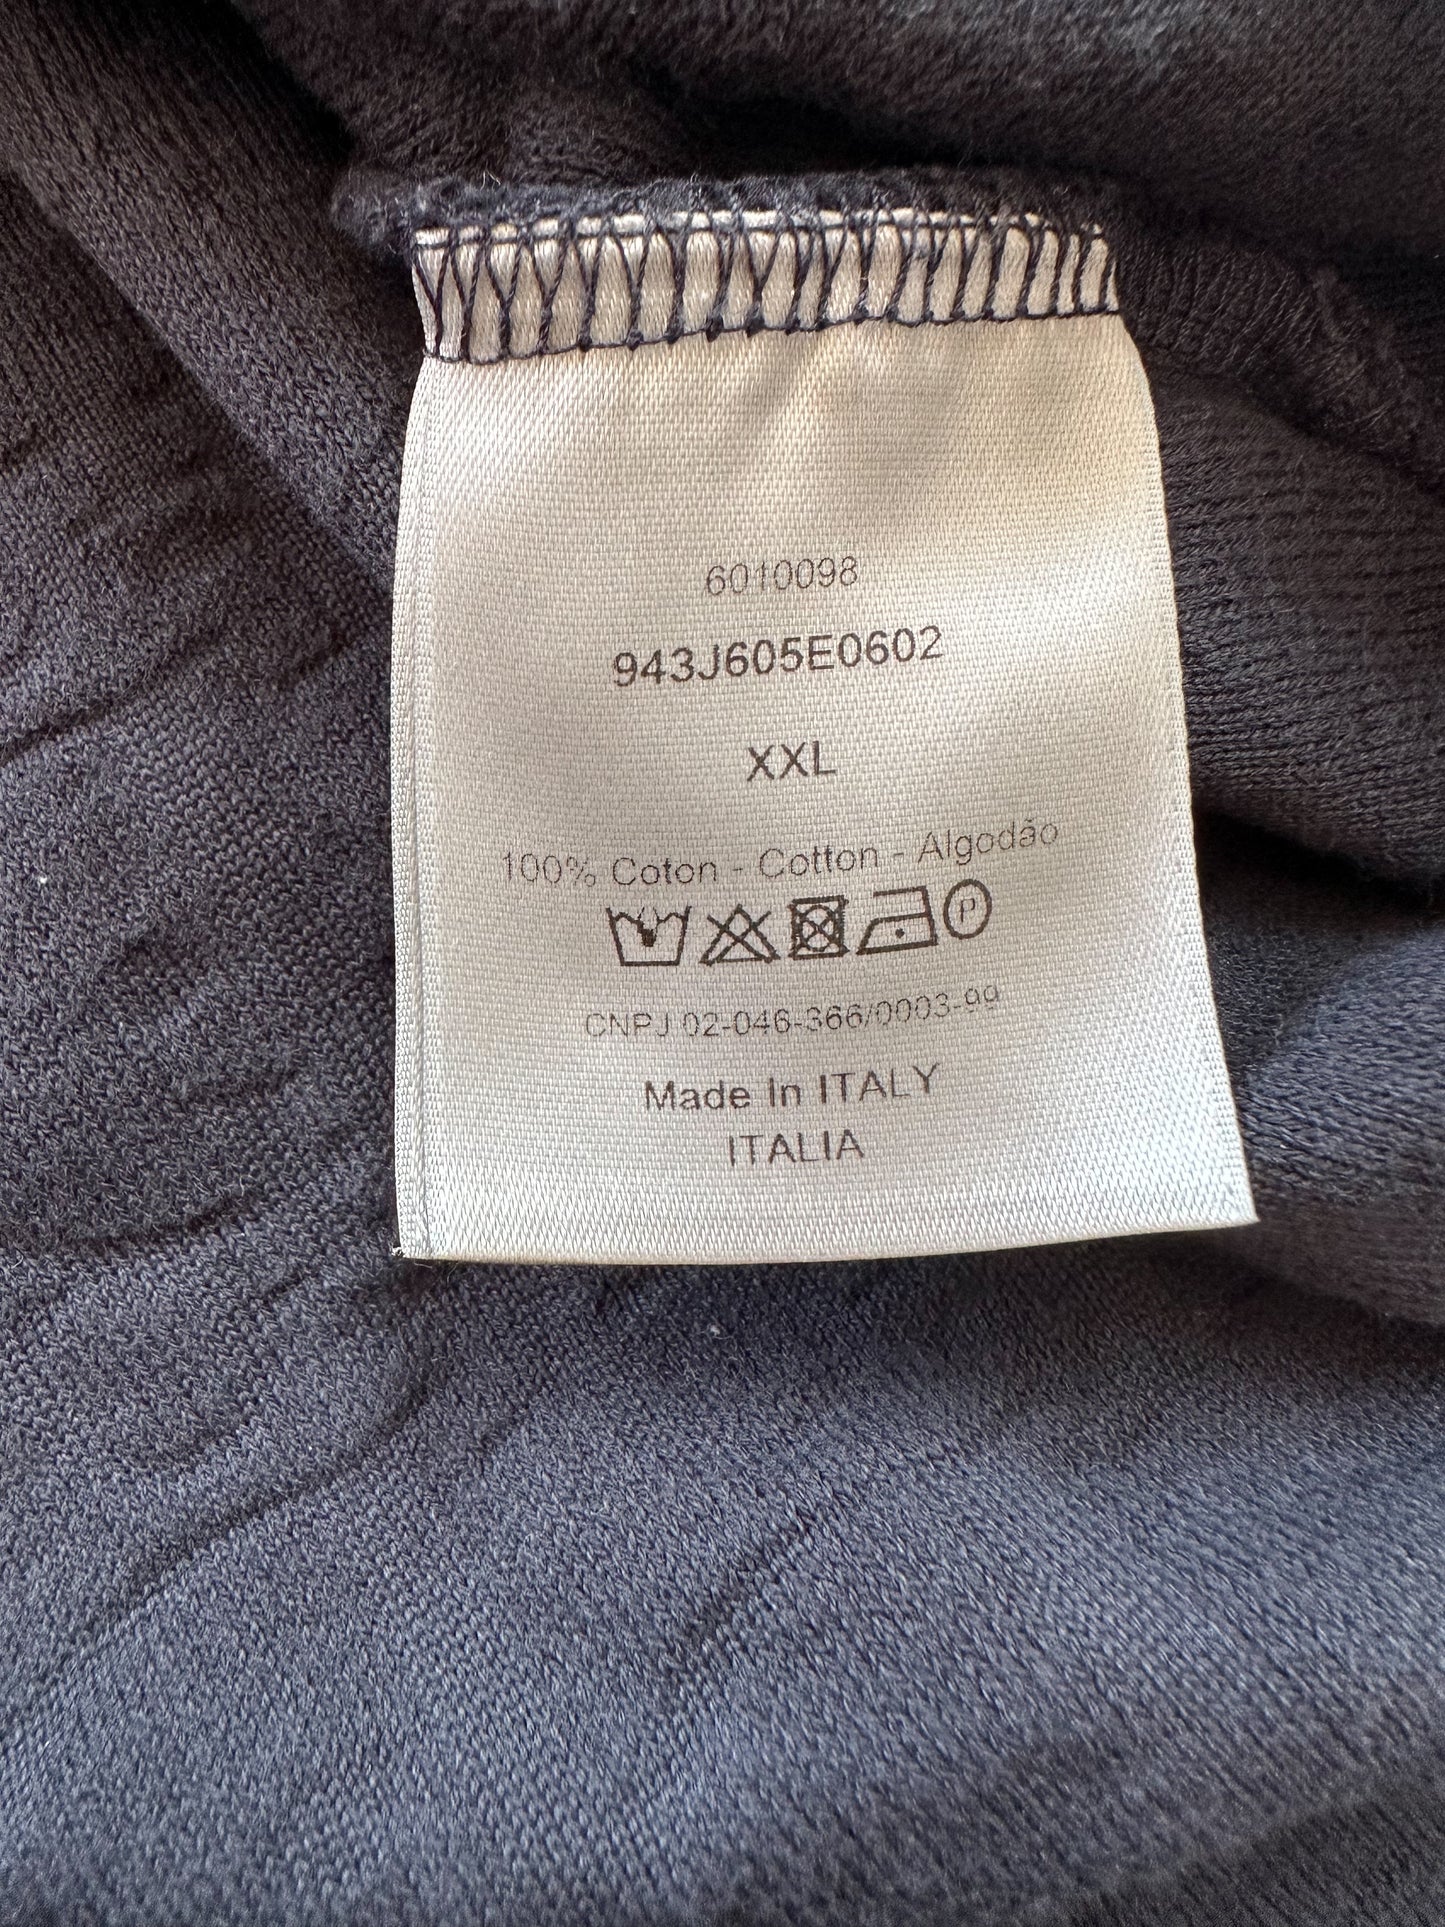 6010098
943J605E0602
XXL
100% Coton - Cotton - Algodão
P
CNPJ 02-046-366/0003-99
Made In ITALY
ITALIA